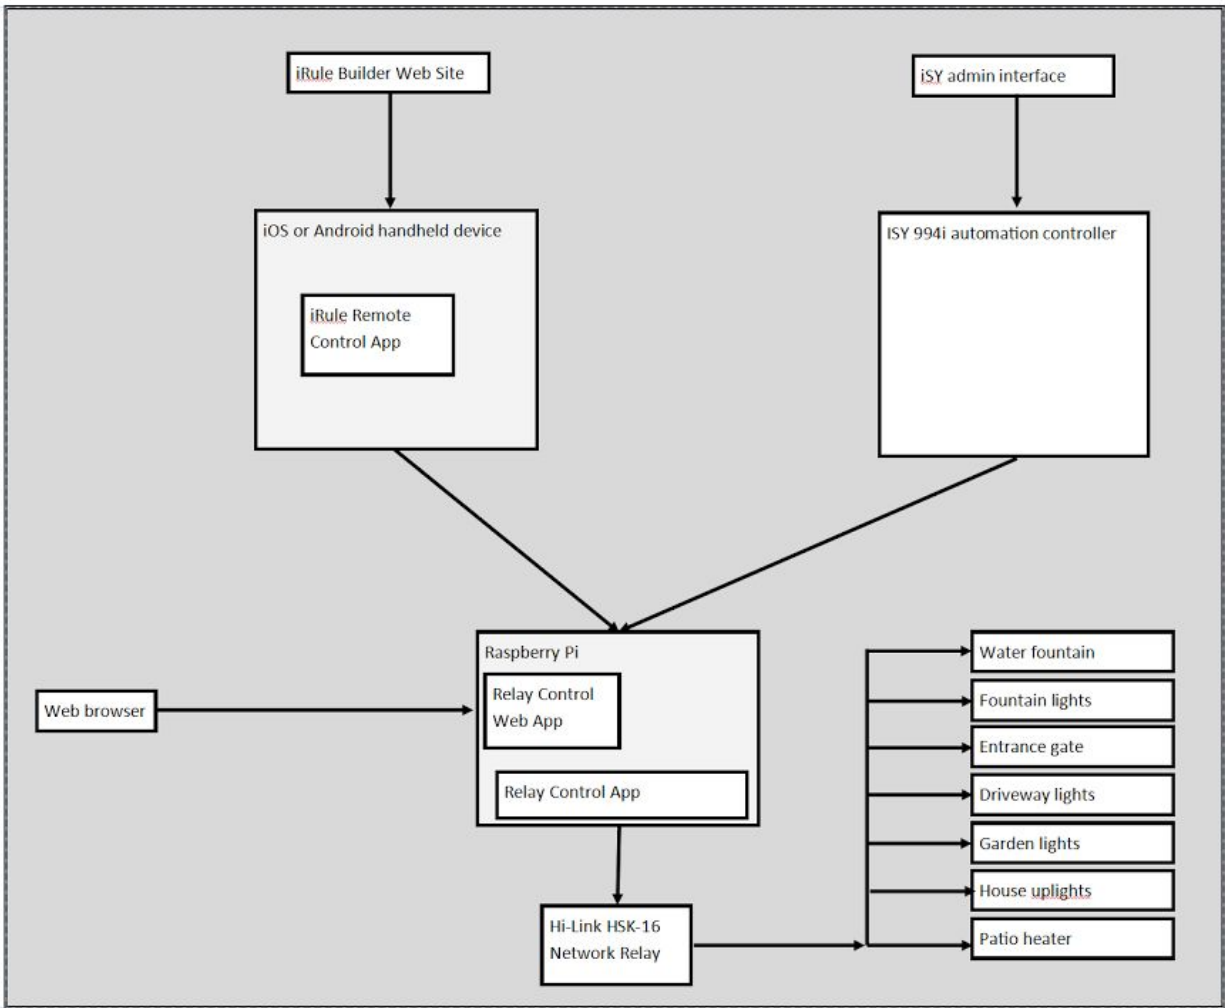 iRule Builder Web Site
iSY admin interface
iOS or Android handheld device
ISY 994i automation controller
iRule Remote
Control App
Raspberry Pi
Relay Control
Web App
Web browser
Relay Control App
Hi-Link HSK-16
Network Relay
Water fountain
Fountain lights
Entrance gate
Driveway lights
Garden lights
House uplights
Patio heater